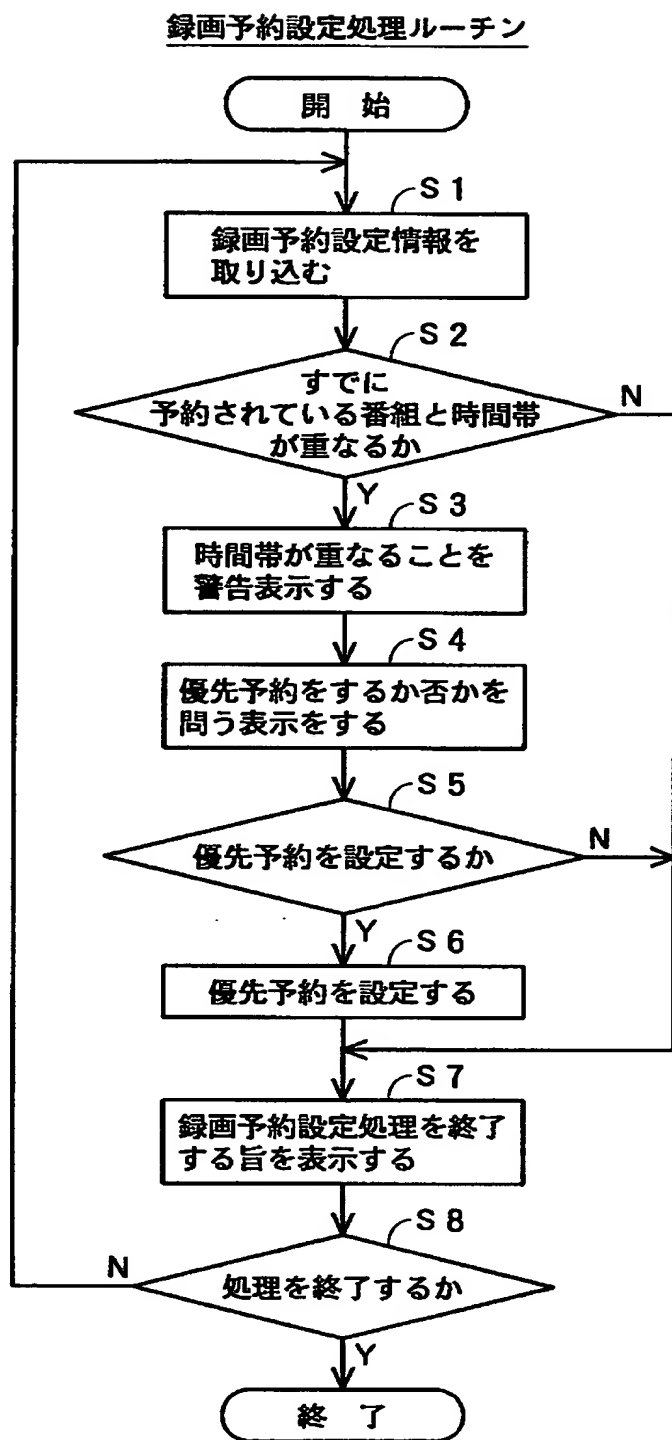 録画予約設定処理ルーチン
開 始
S1
録画予約設定情報を
取り込む
S2
すでに
予約されている番組と時間帯
が重なるか
N
Y
S3
時間帯が重なることを
警告表示する
S4
優先予約をするか否かを
問う表示をする
S5
優先予約を設定するか
N
Y
S6
優先予約を設定する
S7
録画予約設定処理を終了
する旨を表示する
S8
N
処理を終了するか
Y
終 了